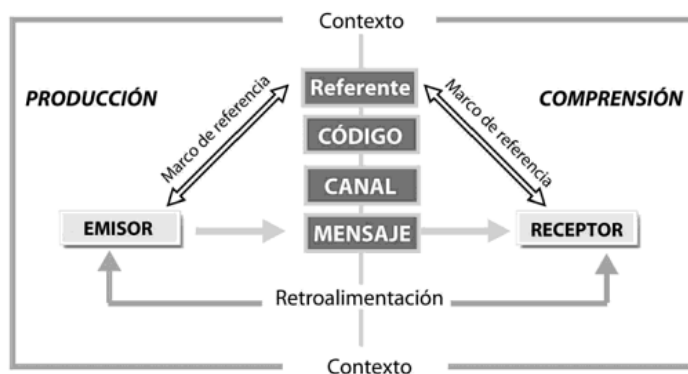 Contexto
PRODUCCIÓN
Marco de referencia
Referente
Marco de referencia
COMPRENSIÓN
CÓDIGO
CANAL
EMISOR
MENSAJE
RECEPTOR
Retroalimentación
Contexto